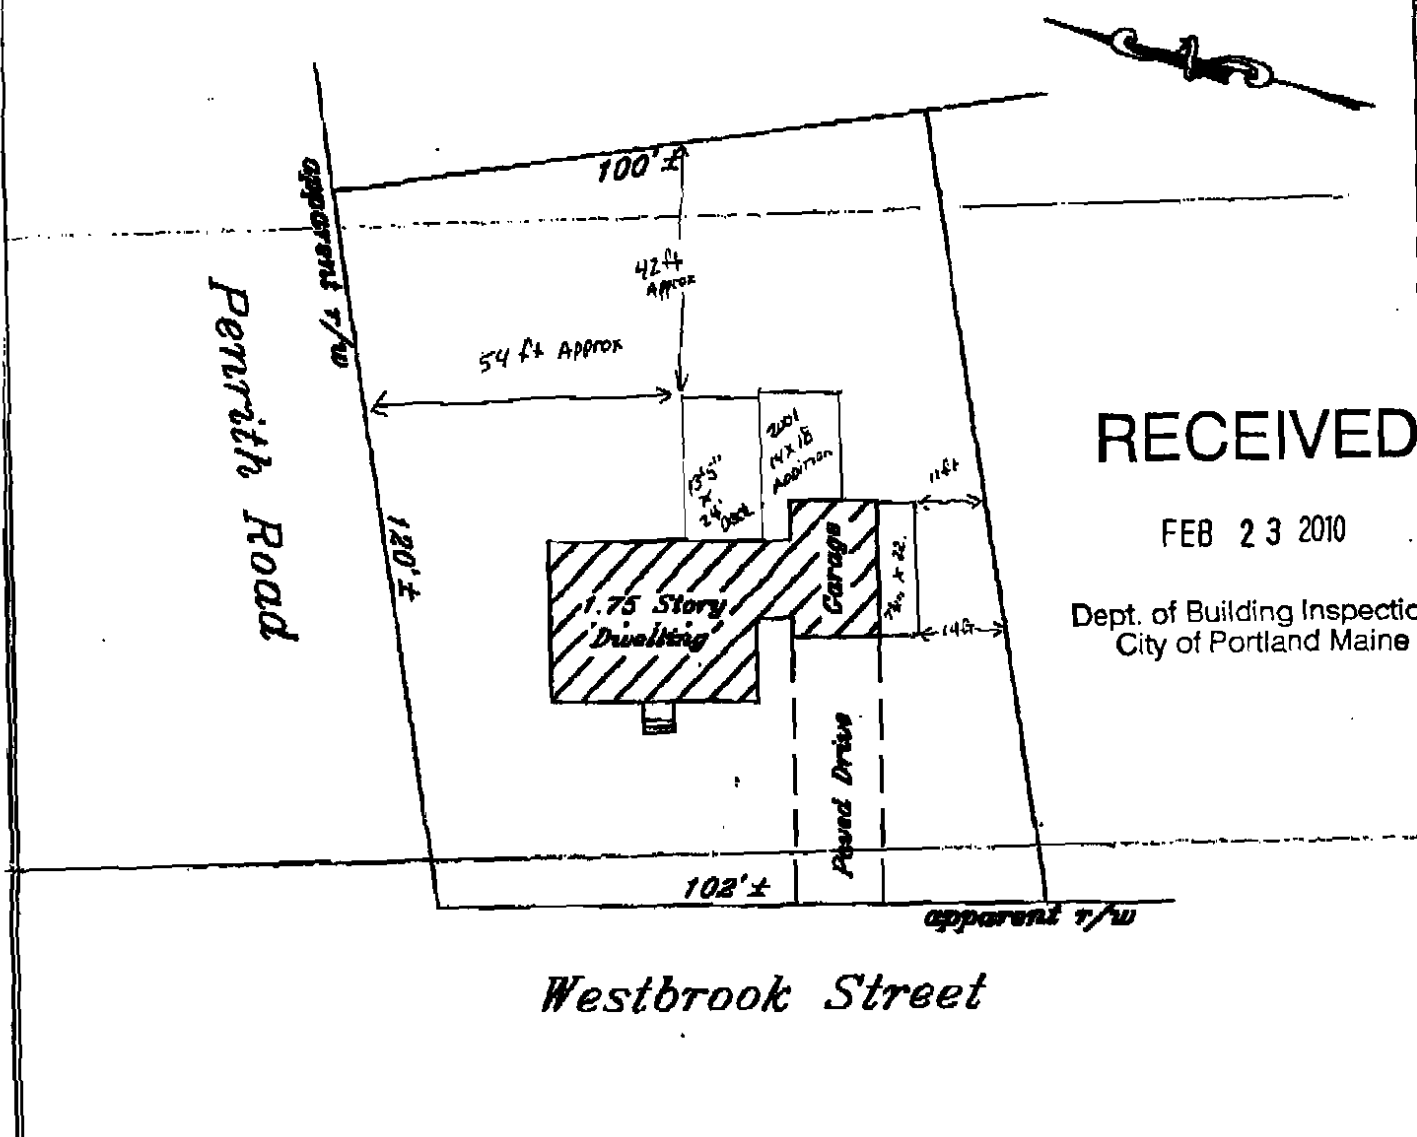 100'±
apparent r/w
42 ft
Approx
54 ft Approx
Penrith Road
120'±
13'5"
x
24'
Deck
2001
14 x 18
Addition
11 ft
RECEIVED
FEB 23 2010
Dept. of Building Inspectio
City of Portland Maine
Garage
x 22
1.75 Story
Dwelling
14 ft
Paved Drive
102'±
apparent r/w
Westbrook Street